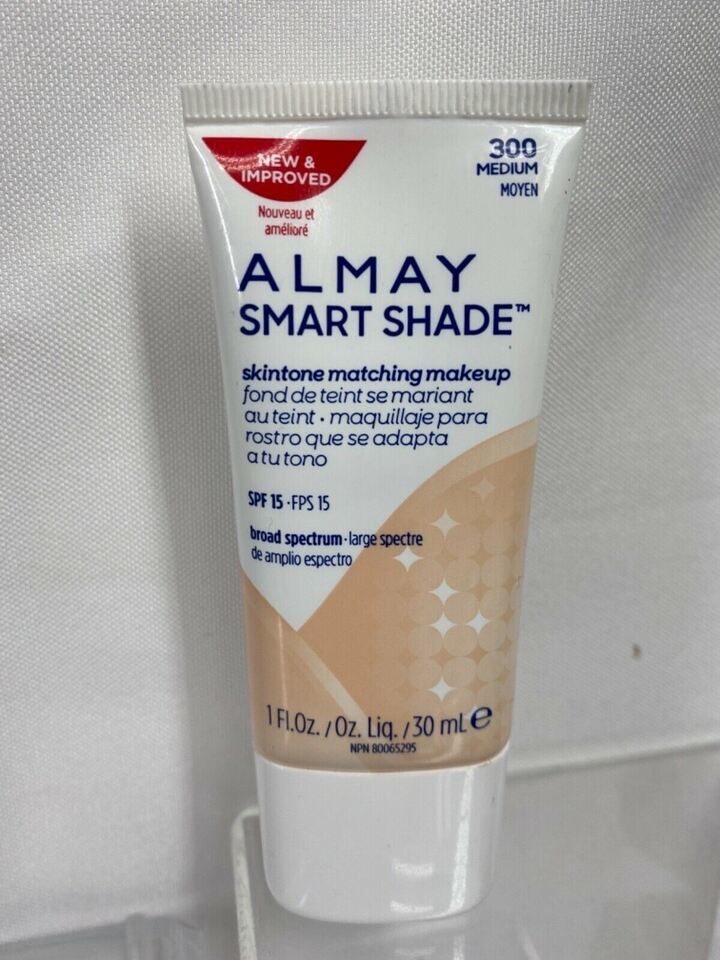 NEW &
IMPROVED
Nouveau et
amélioré
300
MEDIUM
MOYEN
ALMAY
SMART SHADE™
skintone matching makeup
fond de teint se mariant
au teint · maquillaje para
rostro que se adapta
a tu tono
SPF 15 · FPS 15
broad spectrum · large spectre
de amplio espectro
1 Fl.Oz. / Oz. Liq. / 30 mL e
NPN 80065295